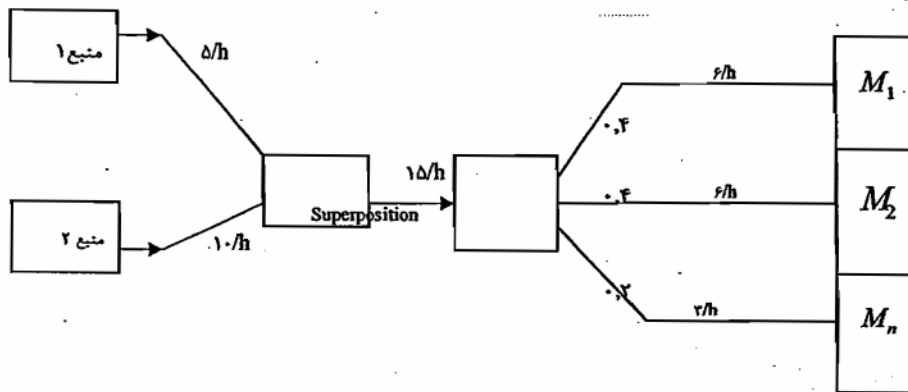 منبع ۱
۵/h
۶/h
M₁
۰,۴
۱۵/h
Superposition
۰,۴
۶/h
M₂
منبع ۲
۱۰/h
۰,۲
۳/h
Mₙ